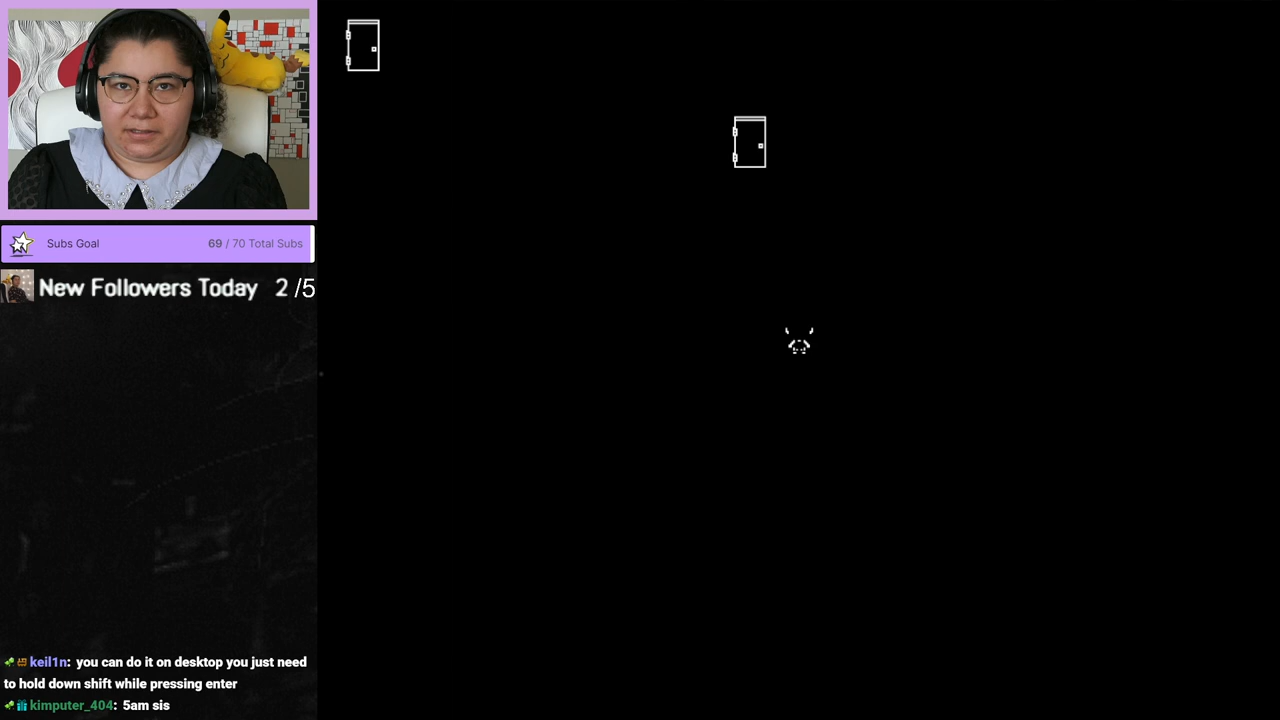 Subs Goal 69 / 70 Total Subs
New Followers Today 2 /5
keil1n: you can do it on desktop you just need
to hold down shift while pressing enter
kimputer_404: 5am sis